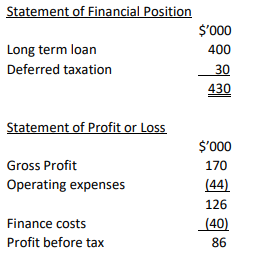 Statement of Financial Position
$'000
Long term loan 400
Deferred taxation 30
430
Statement of Profit or Loss
$'000
Gross Profit 170
Operating expenses (44)
126
Finance costs (40)
Profit before tax 86